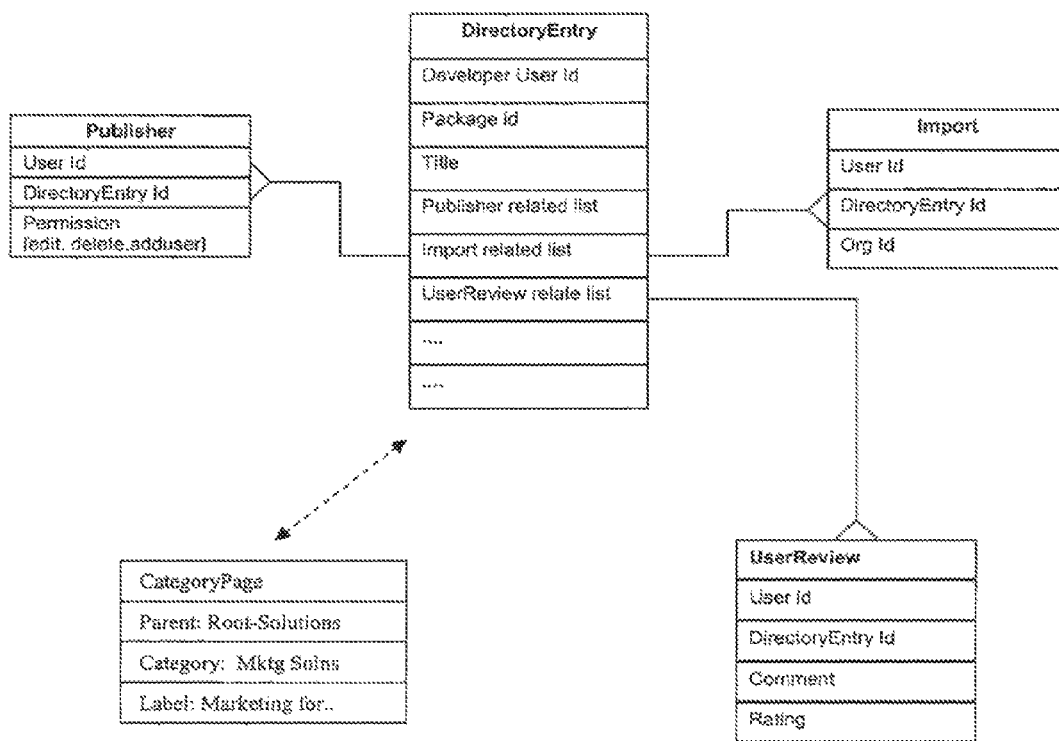 DirectoryEntry
Developer User Id
Package Id
Title
Publisher related list
Import related list
UserReview relate list
....
....
Publisher
User Id
DirectoryEntry Id
Permission
[edit, delete,adduser]
Import
User Id
DirectoryEntry Id
Org Id
CategoryPage
Parent: Root-Solutions
Category: Mktg Solns
Label: Marketing for..
UserReview
User Id
DirectoryEntry Id
Comment
Rating